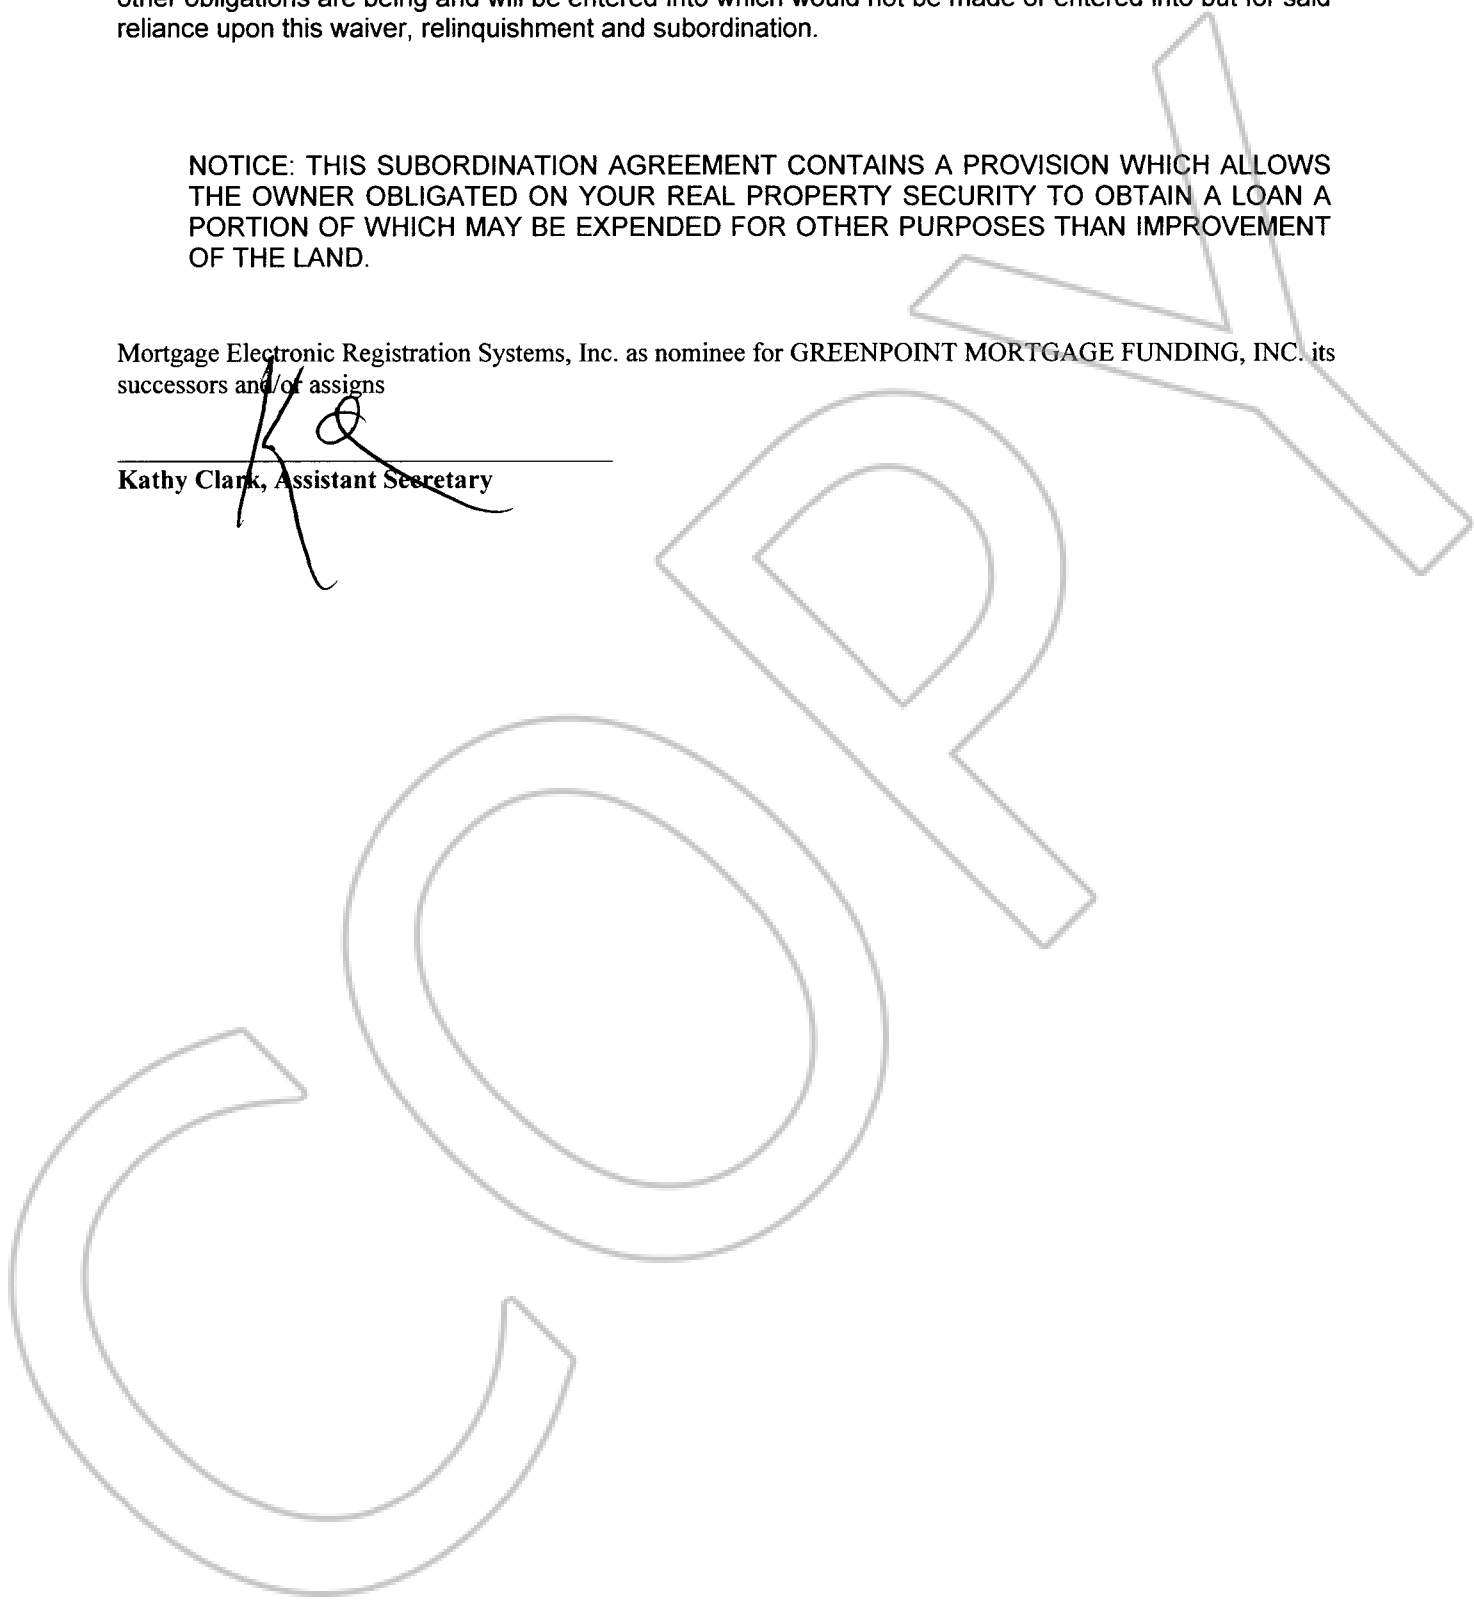 other obligations are being and will be entered into which would not be made or entered into but for said
reliance upon this waiver, relinquishment and subordination.
NOTICE: THIS SUBORDINATION AGREEMENT CONTAINS A PROVISION WHICH ALLOWS
THE OWNER OBLIGATED ON YOUR REAL PROPERTY SECURITY TO OBTAIN A LOAN A
PORTION OF WHICH MAY BE EXPENDED FOR OTHER PURPOSES THAN IMPROVEMENT
OF THE LAND.
Mortgage Electronic Registration Systems, Inc. as nominee for GREENPOINT MORTGAGE FUNDING, INC. its
successors and/or assigns
Kathy Clark, Assistant Secretary
COPY